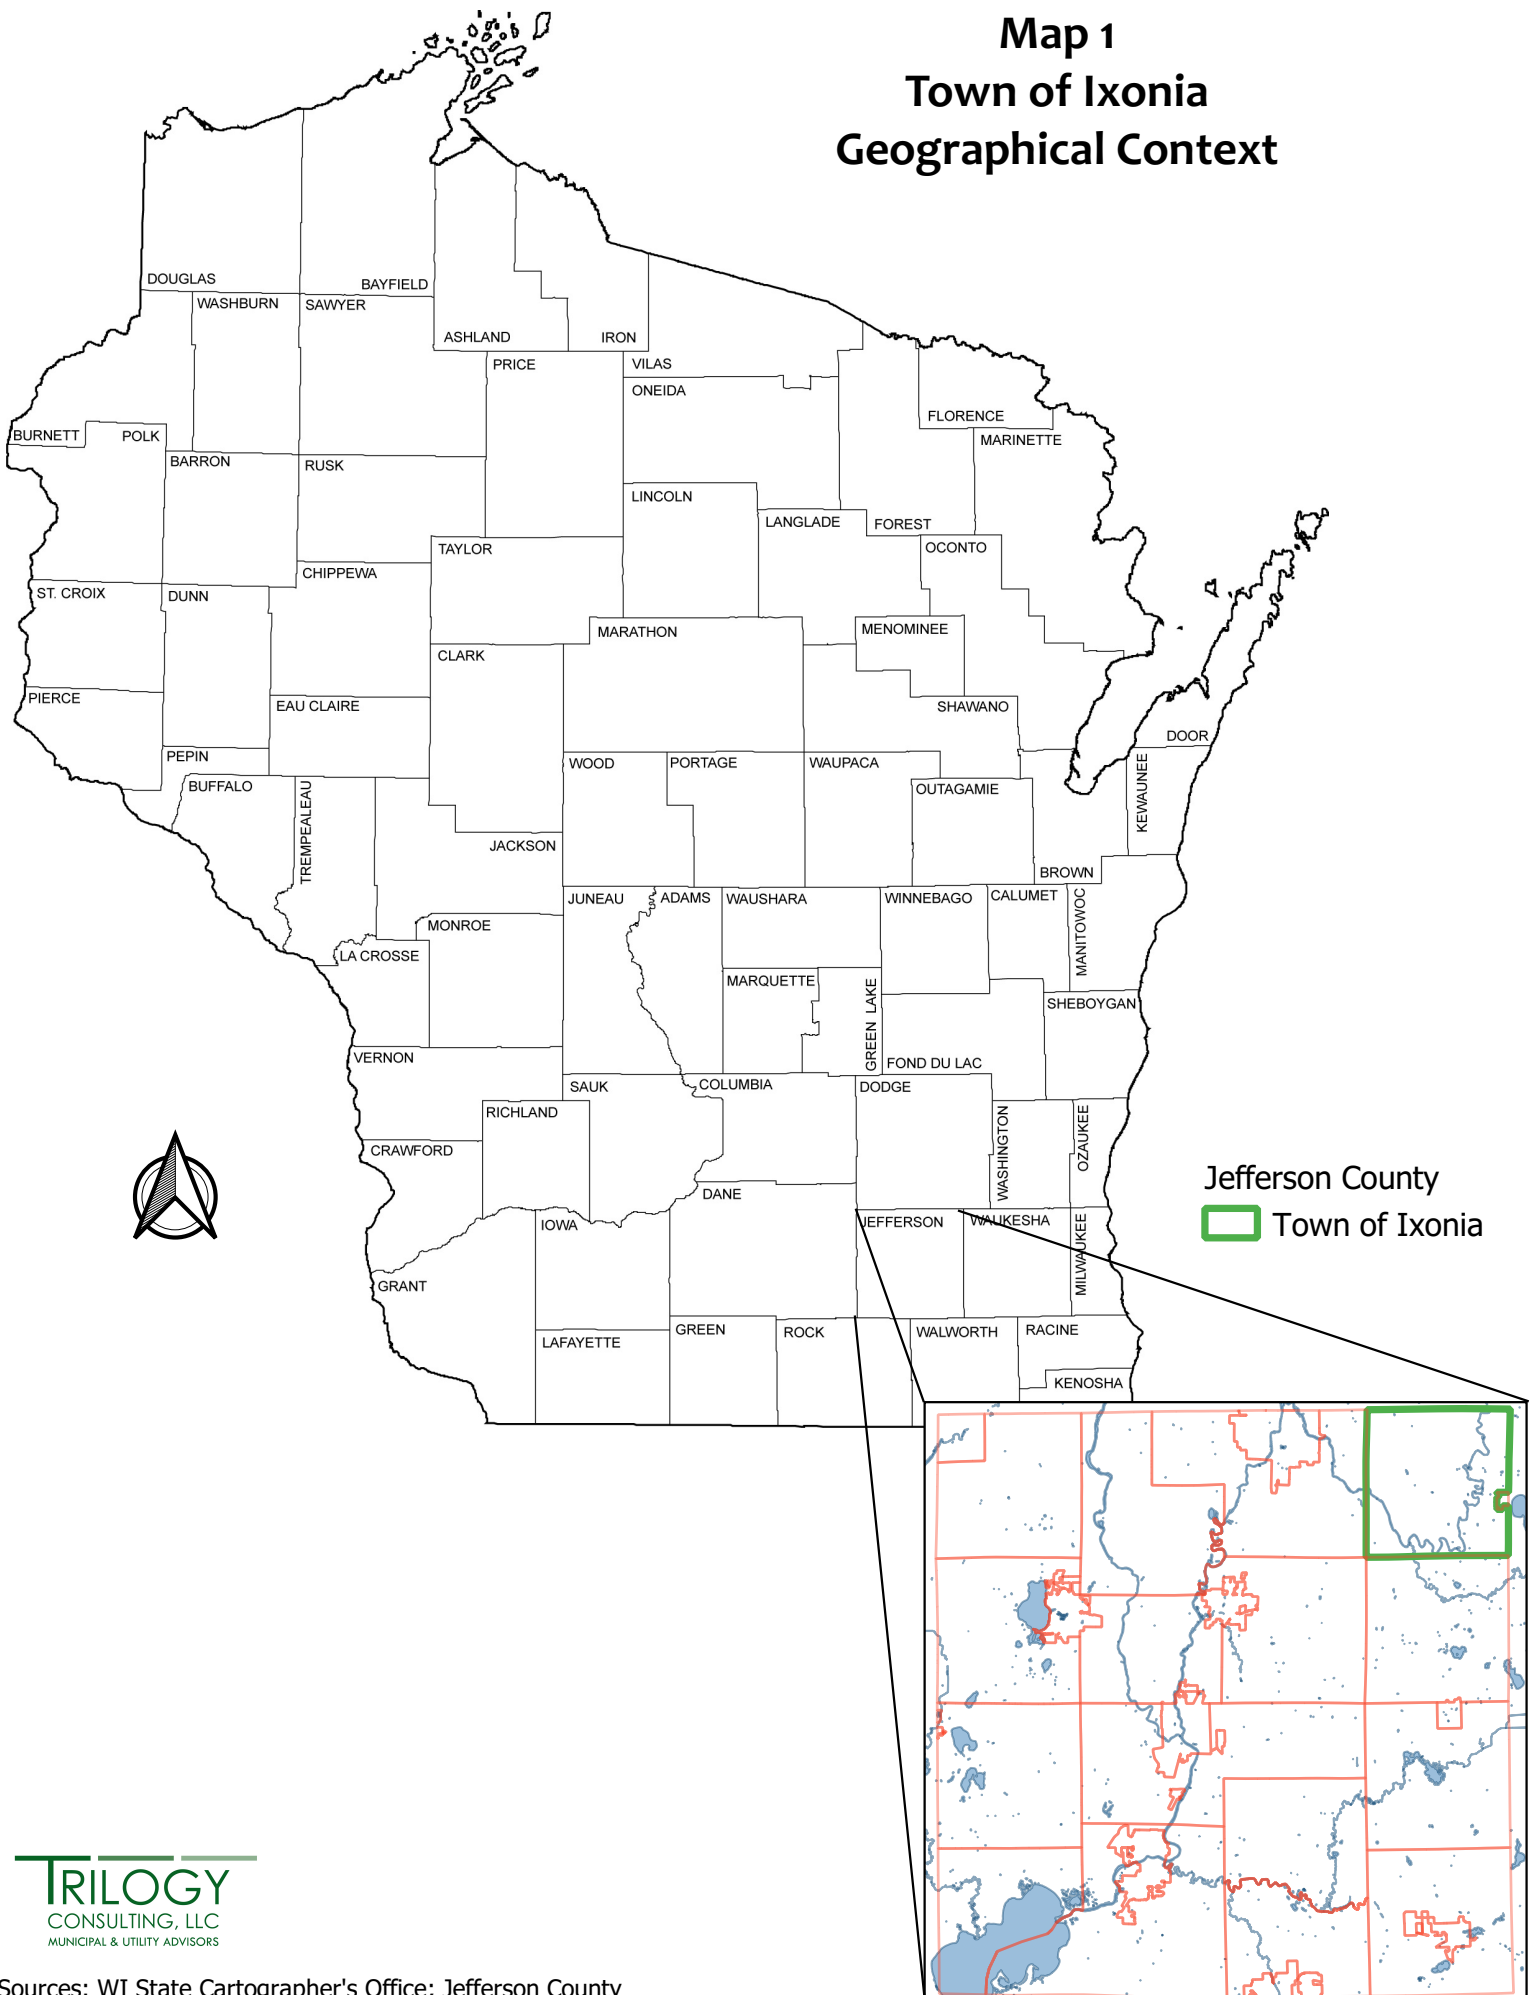 Map 1
Town of Ixonia
Geographical Context
DOUGLAS
BAYFIELD
WASHBURN
SAWYER
ASHLAND
IRON
PRICE
VILAS
ONEIDA
FLORENCE
BURNETT
POLK
MARINETTE
BARRON
RUSK
LINCOLN
LANGLADE
FOREST
TAYLOR
OCONTO
CHIPPEWA
ST. CROIX
DUNN
MARATHON
MENOMINEE
CLARK
PIERCE
EAU CLAIRE
SHAWANO
DOOR
PEPIN
WOOD
PORTAGE
WAUPACA
BUFFALO
TREMPEALEAU
OUTAGAMIE
KEWAUNEE
JACKSON
BROWN
JUNEAU
ADAMS
WAUSHARA
WINNEBAGO
CALUMET
MANITOWOC
MONROE
LA CROSSE
MARQUETTE
GREEN LAKE
SHEBOYGAN
VERNON
FOND DU LAC
SAUK
COLUMBIA
DODGE
RICHLAND
WASHINGTON
OZAUKEE
CRAWFORD
DANE
IOWA
JEFFERSON
WAUKESHA
MILWAUKEE
GRANT
LAFAYETTE
GREEN
ROCK
WALWORTH
RACINE
KENOSHA
Jefferson County
Town of Ixonia
TRILOGY
CONSULTING, LLC
MUNICIPAL & UTILITY ADVISORS
Sources: WI State Cartographer's Office; Jefferson County